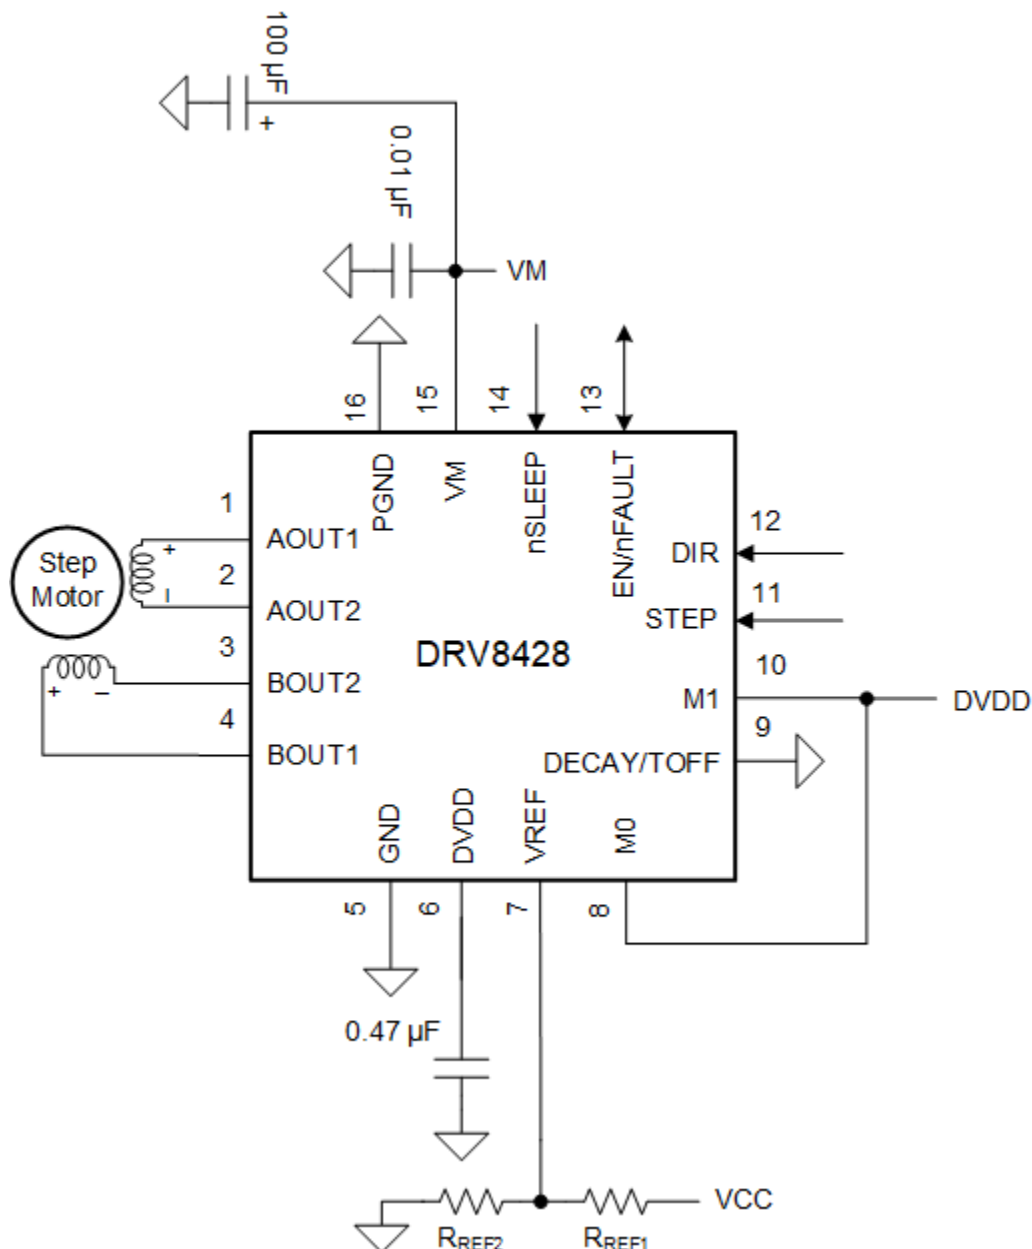 100 µF
+
0.01 µF
VM
16
15
14
13
PGND
VM
nSLEEP
EN/nFAULT
1
AOUT1
+
Step
Motor
2
–
AOUT2
3
BOUT2
+
–
4
BOUT1
DRV8428
12
DIR
11
STEP
10
M1
DVDD
9
DECAY/TOFF
GND
DVDD
VREF
M0
5
6
7
8
0.47 µF
VCC
RREF2
RREF1